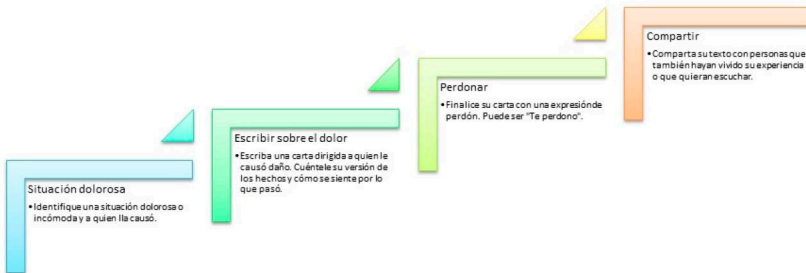 Situación dolorosa
•Identifique una situación dolorosa o
incómoda y a quien lla causó.
Escribir sobre el dolor
•Escriba una carta dirigida a quien le
causó daño. Cuéntele su versión de
los hechos y cómo se siente por lo
que pasó.
Perdonar
•Finalice su carta con una expresiónde
perdón. Puede ser "Te perdono".
Compartir
•Comparta su texto con personas que
también hayan vivido su experiencia
o que quieran escuchar.